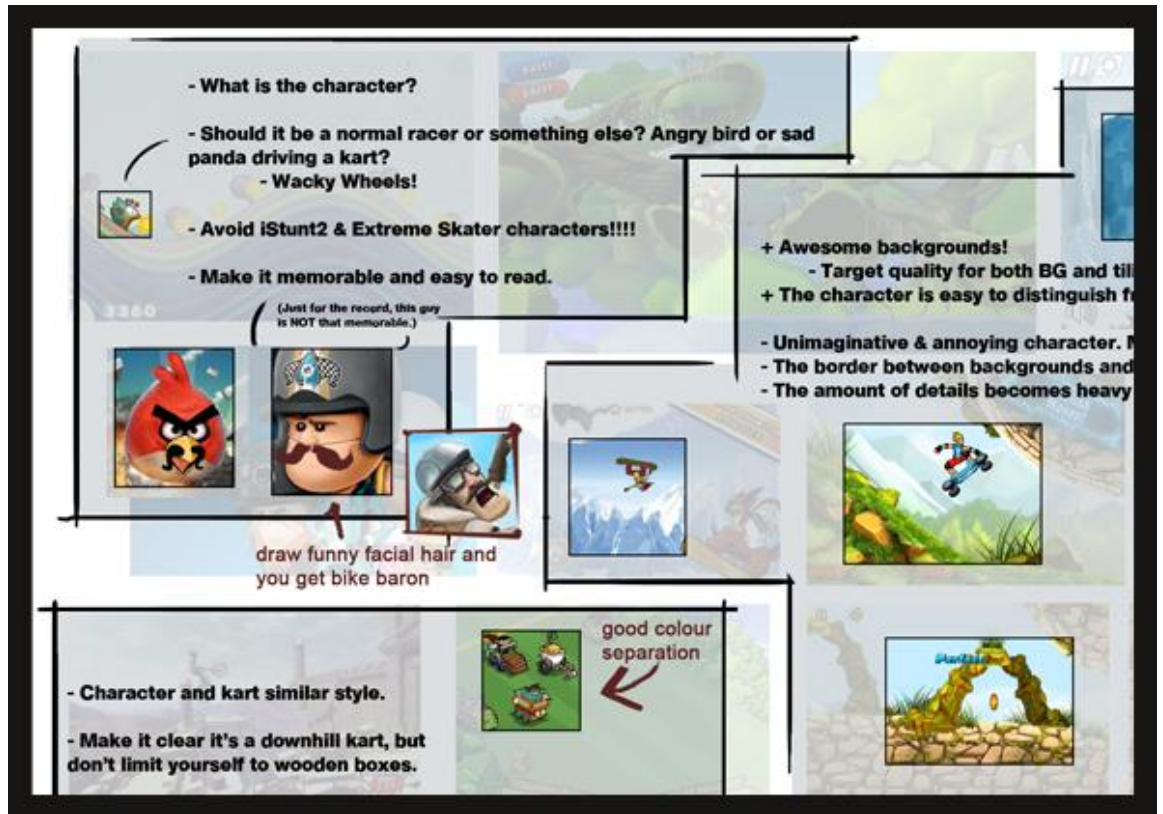 - What is the character?
- Should it be a normal racer or something else? Angry bird or sad
panda driving a kart?
- Wacky Wheels!
- Avoid iStunt2 & Extreme Skater characters!!!!
- Make it memorable and easy to read.
(Just for the record, this guy
is NOT that memorable.)
3360
draw funny facial hair and
you get bike baron
+ Awesome backgrounds!
- Target quality for both BG and tili
+ The character is easy to distinguish fr
- Unimaginative & annoying character.
- The border between backgrounds and
- The amount of details becomes heavy
good colour
separation
- Character and kart similar style.
- Make it clear it's a downhill kart, but
don't limit yourself to wooden boxes.